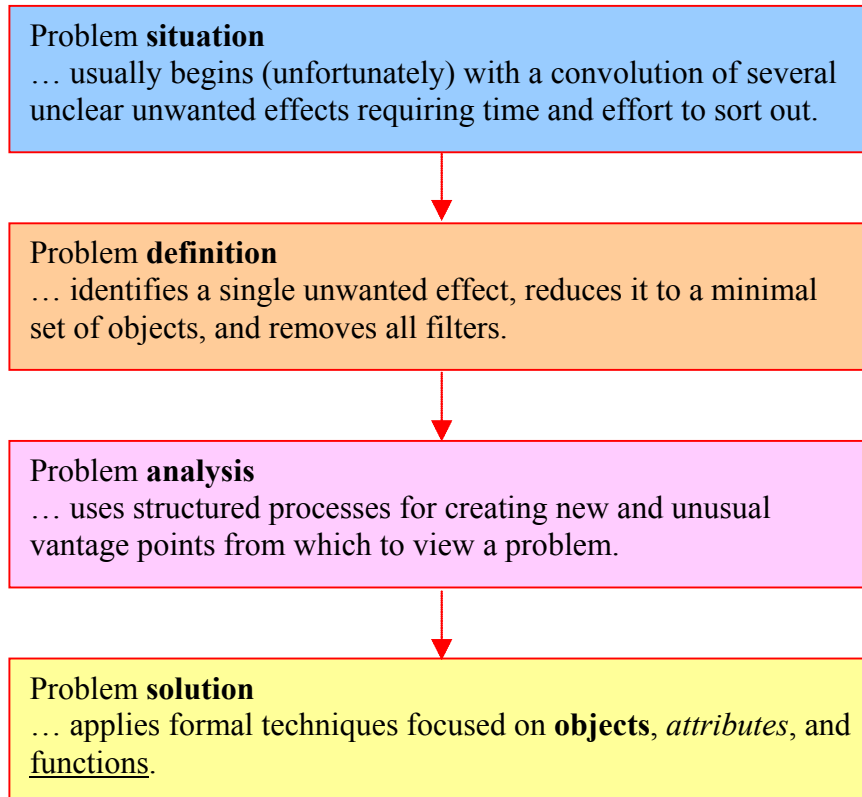 Problem situation
… usually begins (unfortunately) with a convolution of several
unclear unwanted effects requiring time and effort to sort out.
Problem definition
… identifies a single unwanted effect, reduces it to a minimal
set of objects, and removes all filters.
Problem analysis
… uses structured processes for creating new and unusual
vantage points from which to view a problem.
Problem solution
… applies formal techniques focused on objects, attributes, and
functions.